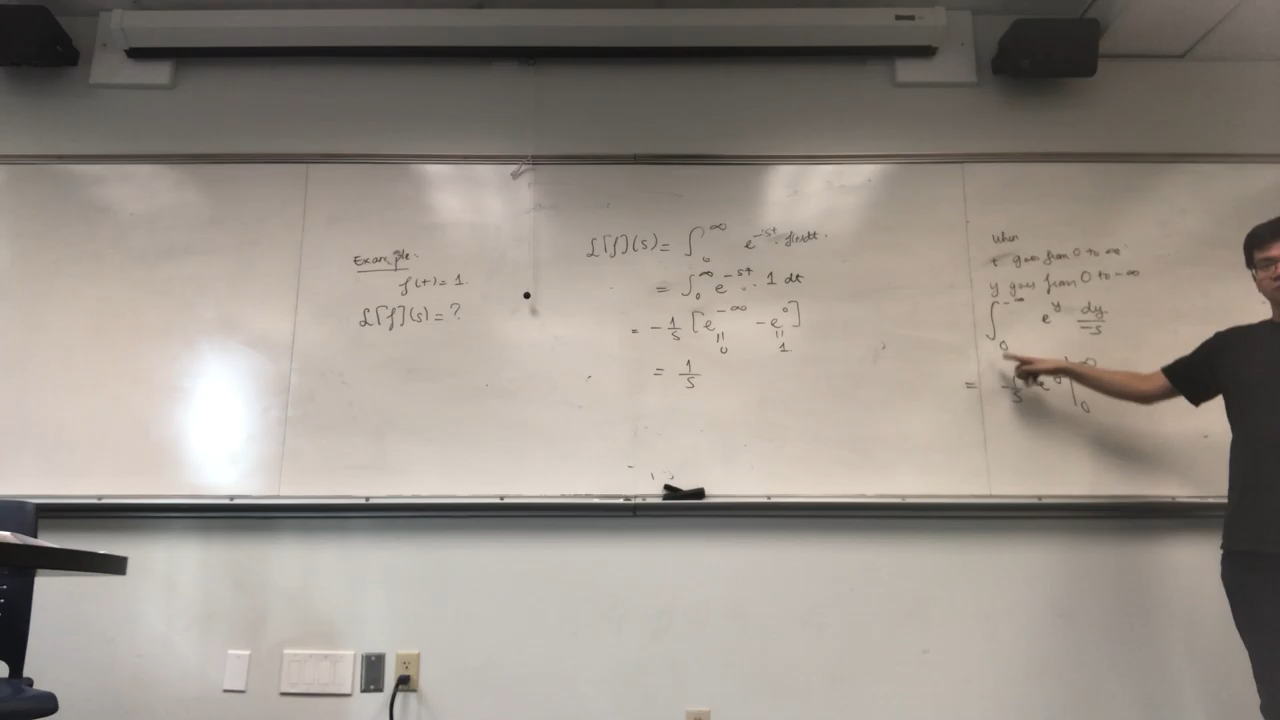 Example:
f(t)=1.
ℒ[f](s)=?
ℒ[f](s)= ∫₀^∞ e^{-st} f(t)dt.
= ∫₀^∞ e^{-st} · 1 dt
= -1/s [e^{-∞} - e^0]
|| ||
0 1
= 1/s
When
t goes from 0 to ∞
y goes from 0 to -∞
∫₀^{-∞} e^y dy/-s